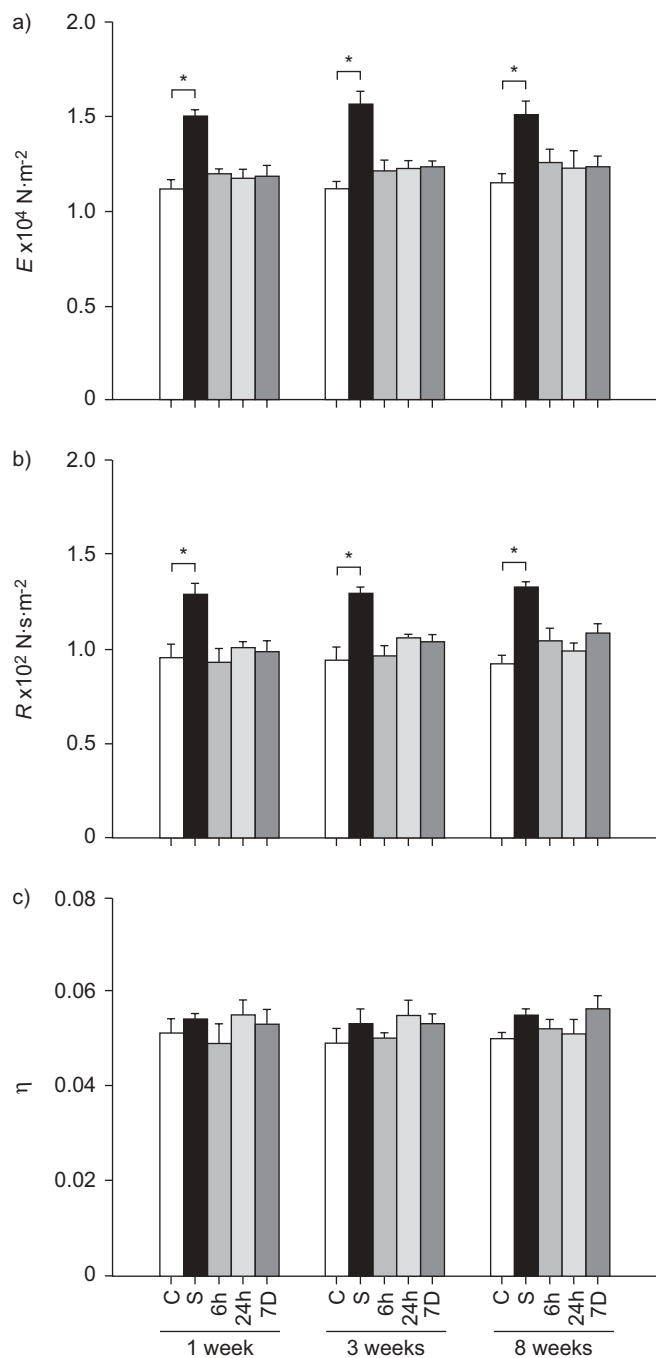 a)
2.0
1.5
1.0
0.5
0
E x10⁴ N·m⁻²
* * *
b)
2.0
1.5
1.0
0.5
0
R x10² N·s·m⁻²
* * *
c)
0.08
0.06
0.04
0.02
0
η
C S 6h 24h 7D C S 6h 24h 7D C S 6h 24h 7D
1 week 3 weeks 8 weeks